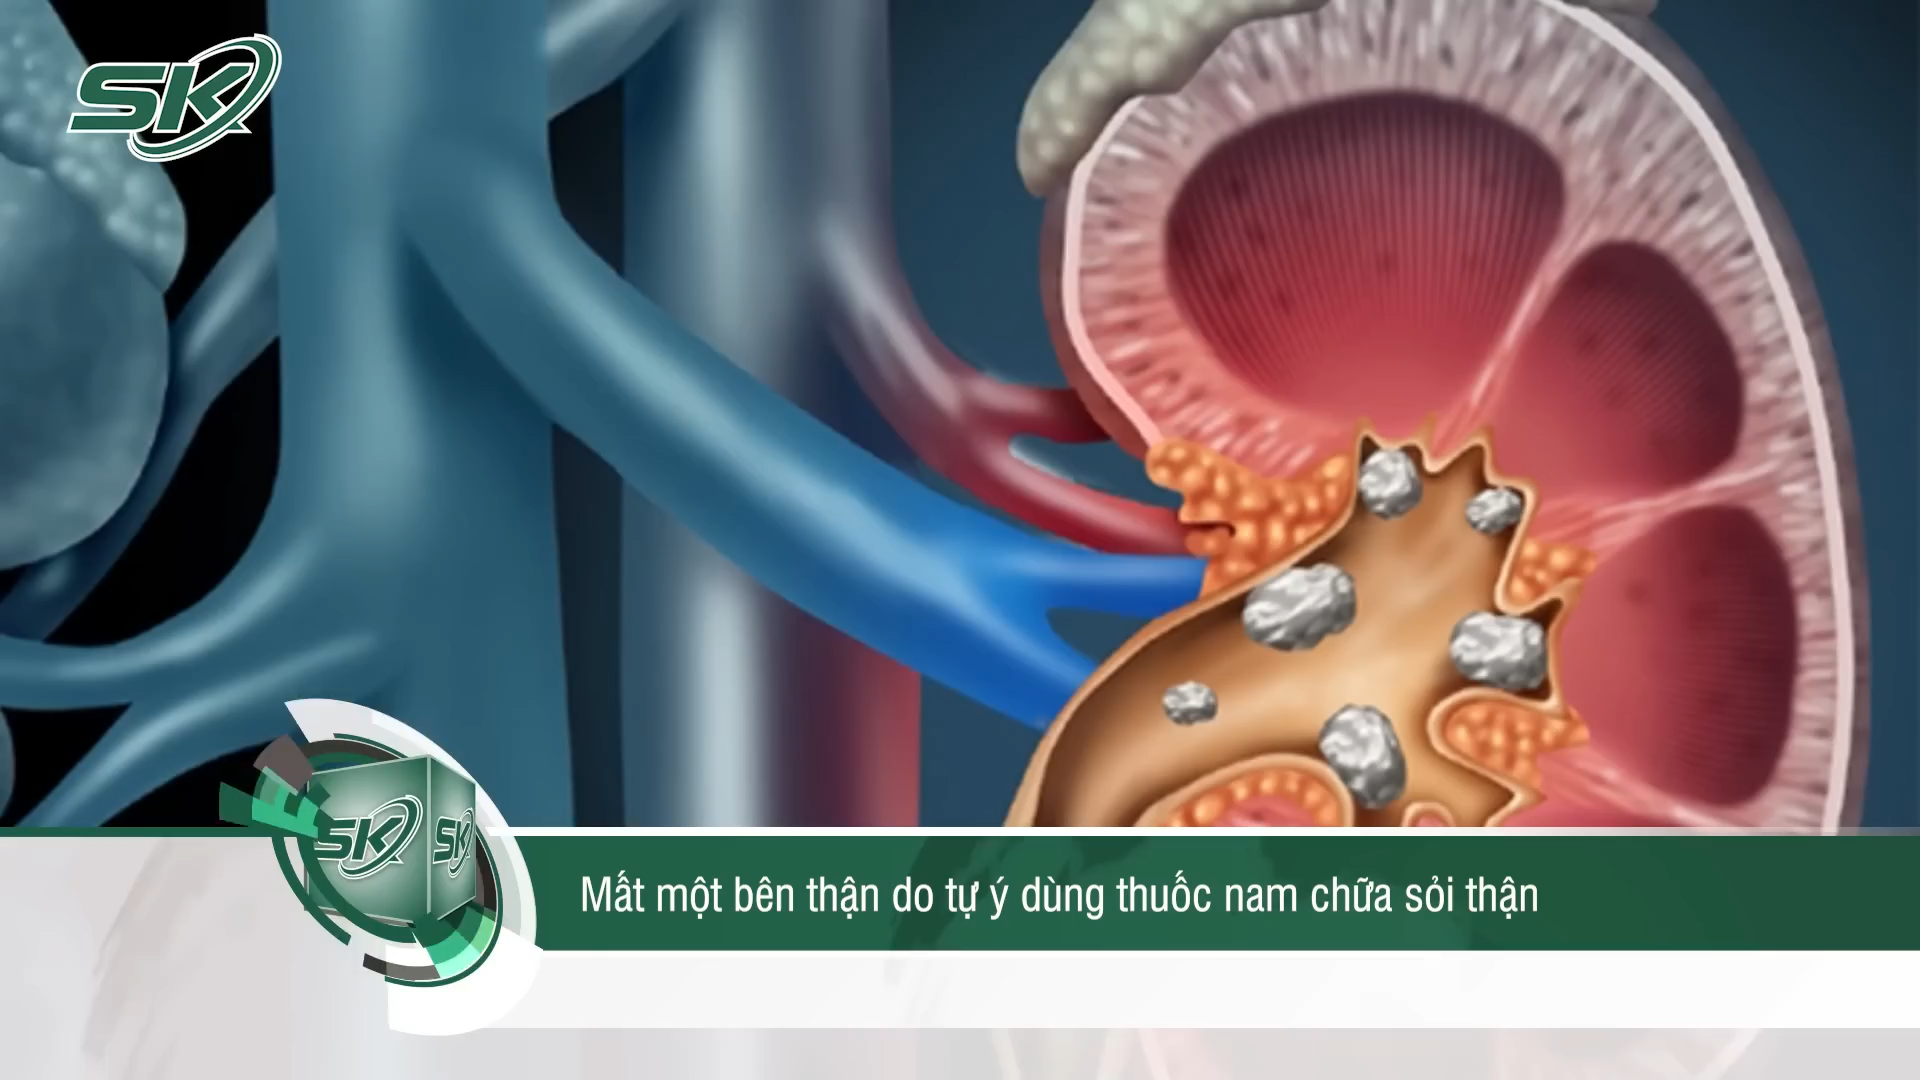 SK
SK SK
Mất một bên thận do tự ý dùng thuốc nam chữa sỏi thận